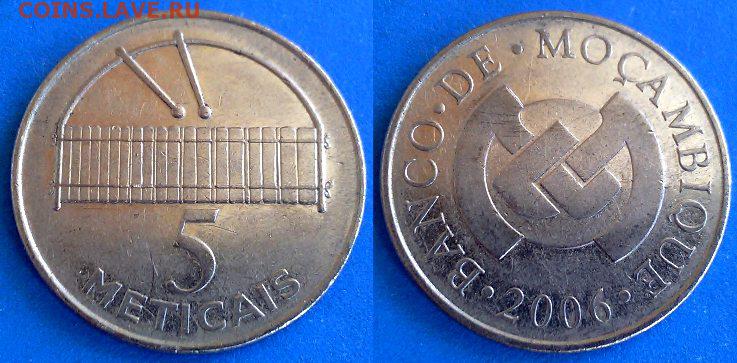 COINS.LAVE.RU
5
METICAIS
BANCO·DE·MOÇAMBIQUE
·2006·